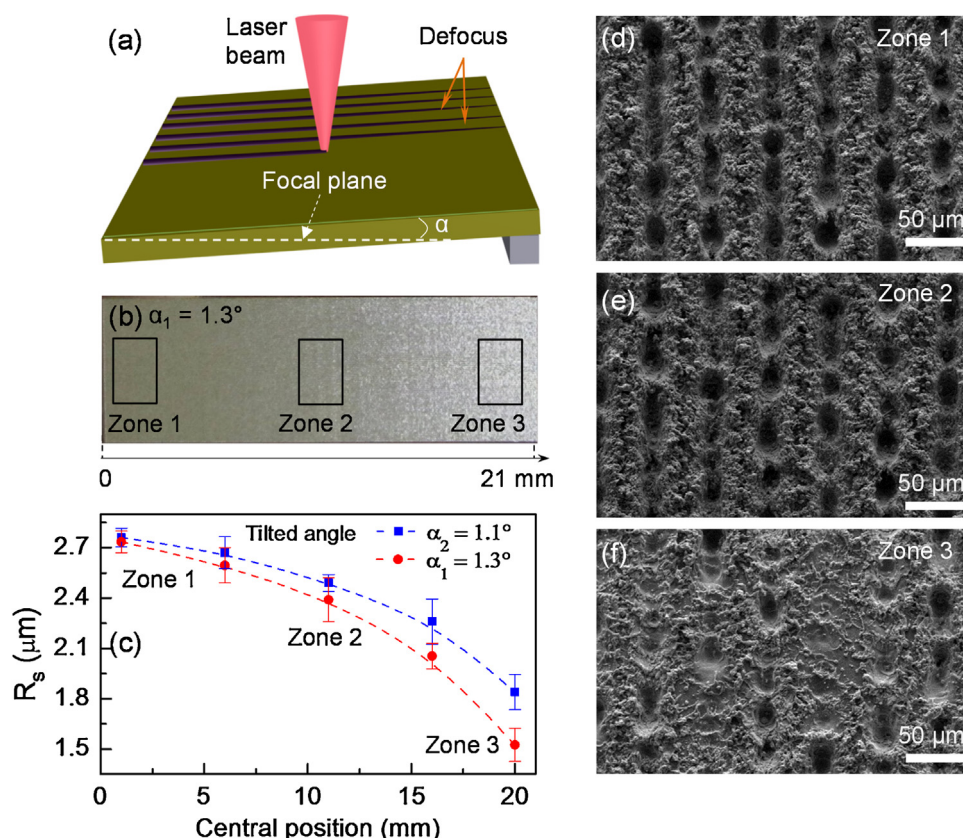 (a)
Laser
beam
Defocus
Focal plane
α
(b) α₁ = 1.3°
Zone 1
Zone 2
Zone 3
0
21 mm
Tilted angle
α₂ = 1.1°
α₁ = 1.3°
2.7
2.4
2.1
1.8
1.5
Rₛ (μm)
(c)
Zone 1
Zone 2
Zone 3
0
5
10
15
20
Central position (mm)
(d)
Zone 1
50 μm
(e)
Zone 2
50 μm
(f)
Zone 3
50 μm